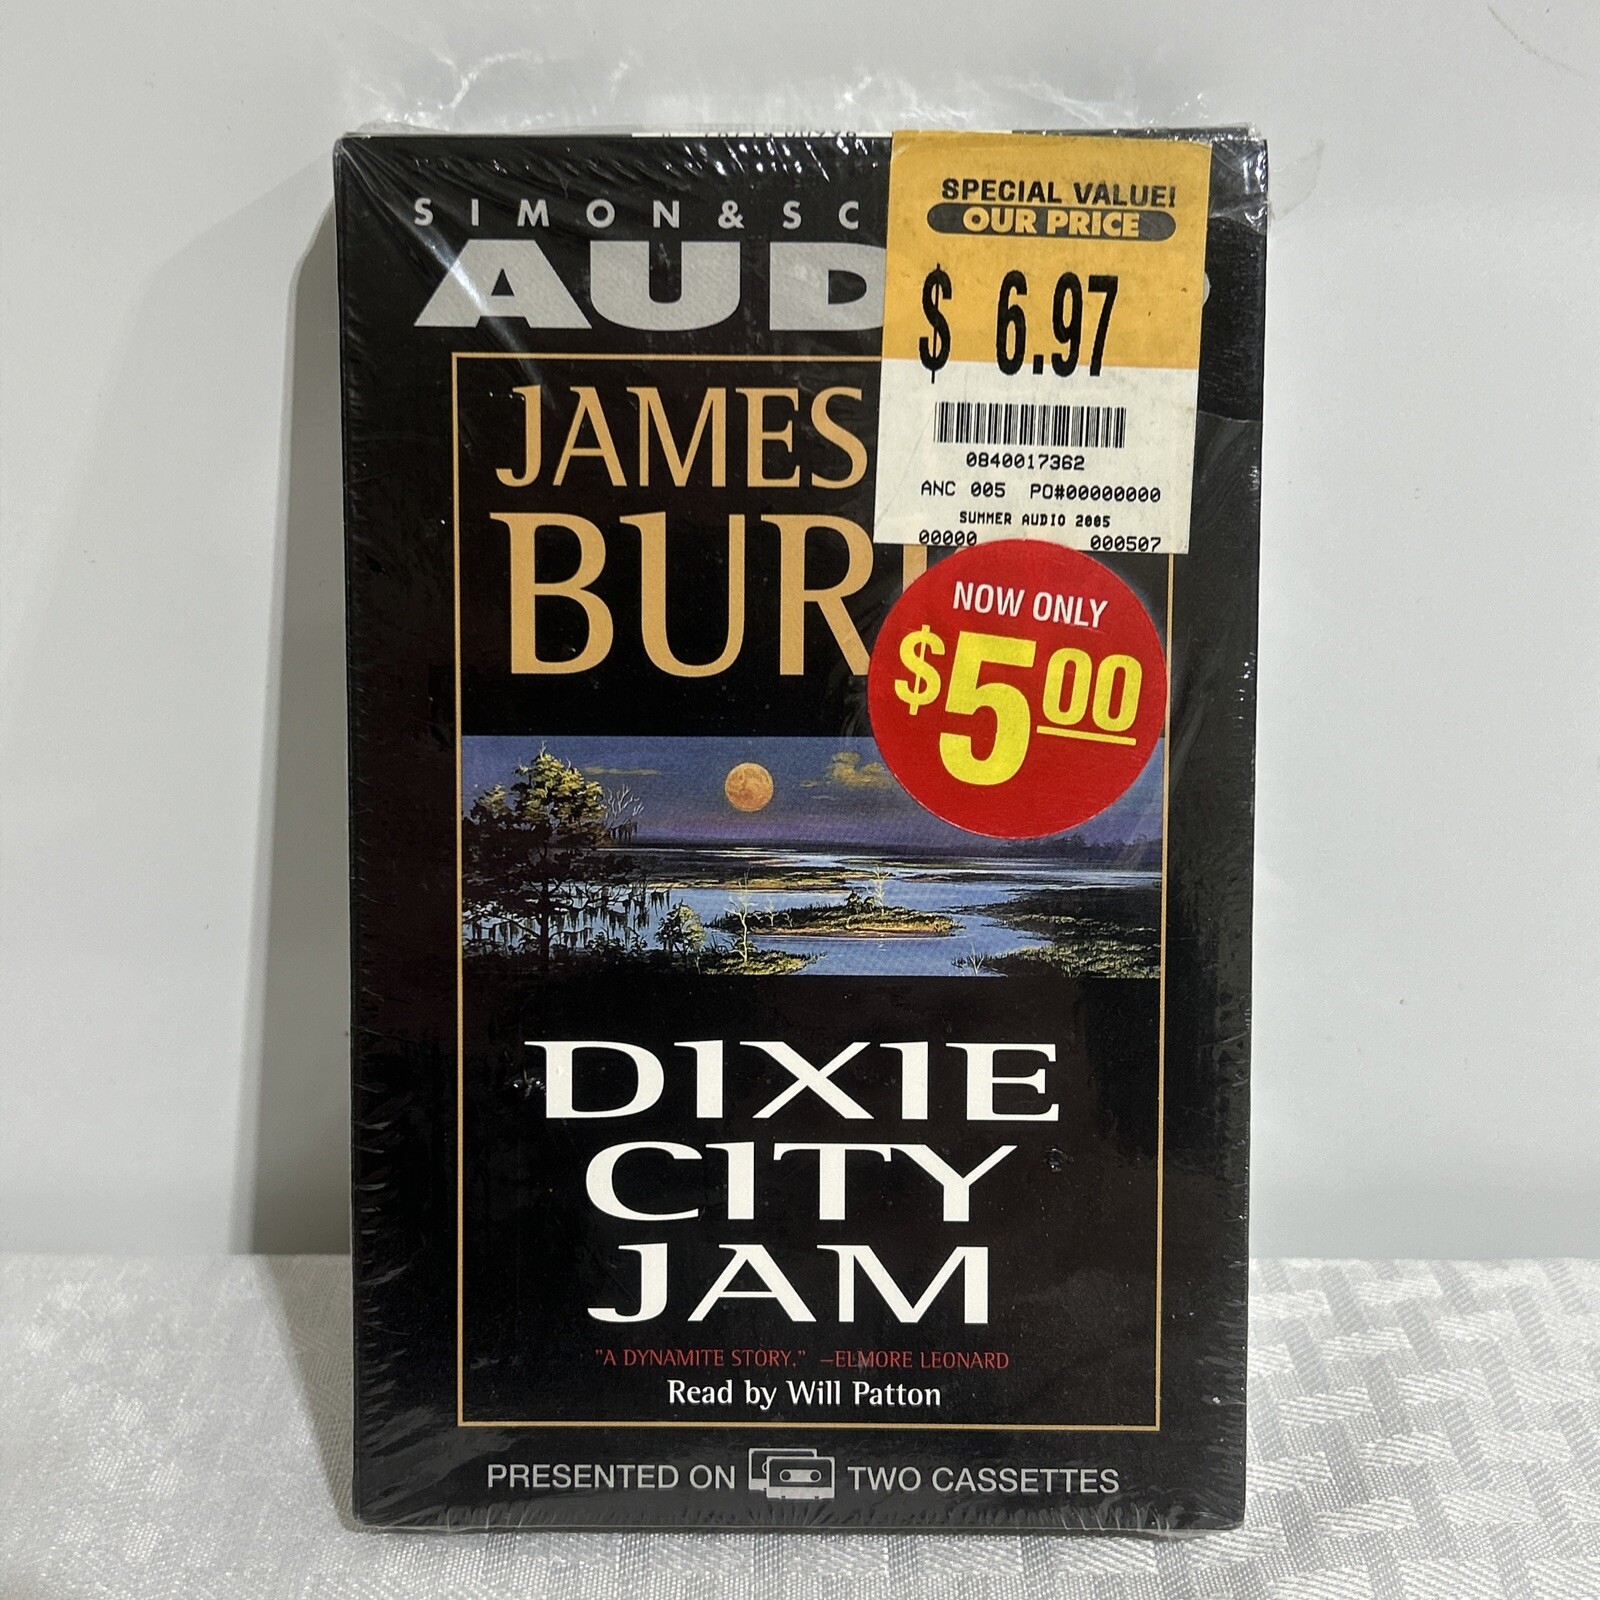 SIMON & SC
AUD
SPECIAL VALUE!
OUR PRICE
$ 6.97
0840017362
ANC 005 PO#00000000
SUMMER AUDIO 2005
00000 000507
JAMES
BUR
NOW ONLY
$5.00
DIXIE
CITY
JAM
"A DYNAMITE STORY." —ELMORE LEONARD
Read by Will Patton
PRESENTED ON TWO CASSETTES